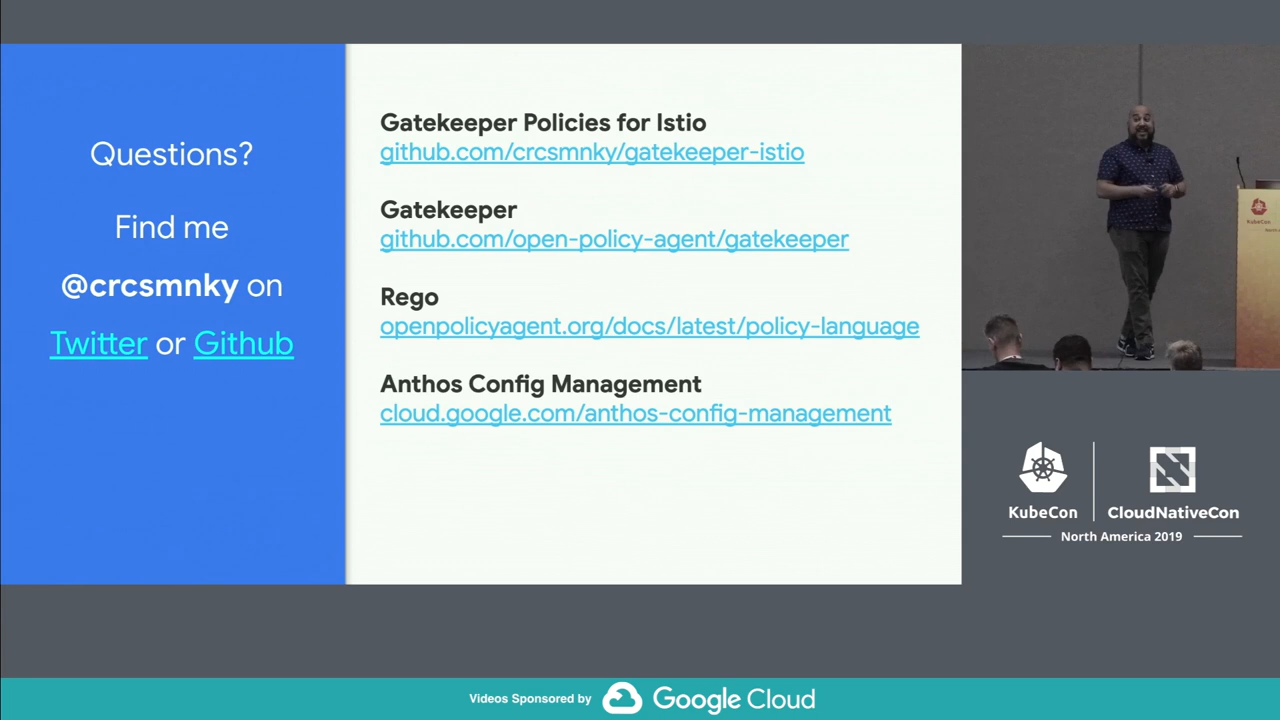 Questions?
Find me
@crcsmnky on
Twitter or Github
Gatekeeper Policies for Istio
github.com/crcsmnky/gatekeeper-istio
Gatekeeper
github.com/open-policy-agent/gatekeeper
Rego
openpolicyagent.org/docs/latest/policy-language
Anthos Config Management
cloud.google.com/anthos-config-management
KubeCon
KubeCon
CloudNativeCon
North America 2019
Videos Sponsored by
Google Cloud